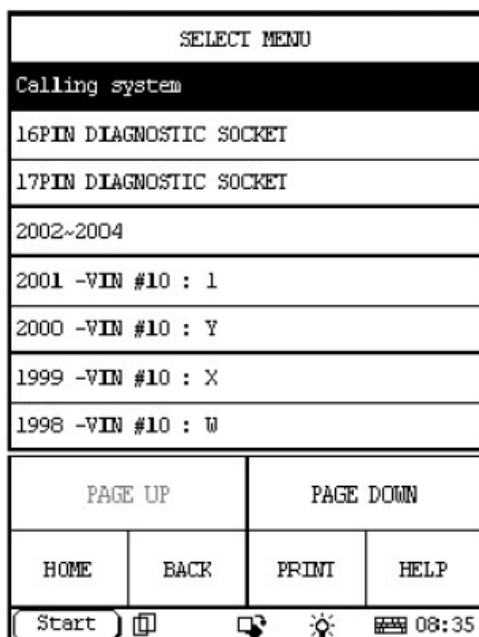 SELECT MENU
Calling system
16PIN DIAGNOSTIC SOCKET
17PIN DIAGNOSTIC SOCKET
2002~2004
2001 -VIN #10 : 1
2000 -VIN #10 : Y
1999 -VIN #10 : X
1998 -VIN #10 : W
PAGE UP PAGE DOWN
HOME BACK PRINT HELP
Start 08:35